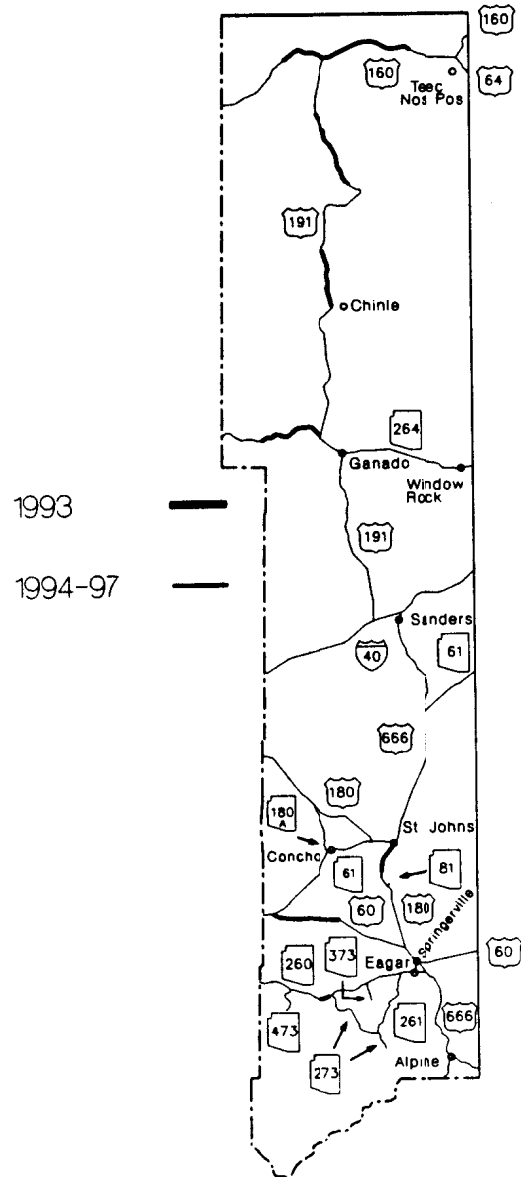 160
160
Teec
Nos Pos
64
191
Chinle
264
Ganado
Window
Rock
1993
191
1994-97
Sanders
40
61
666
180
180
A
St Johns
Concho
61
81
60
180
Springerville
60
260
373
Eagar
473
261
666
273
Alpine